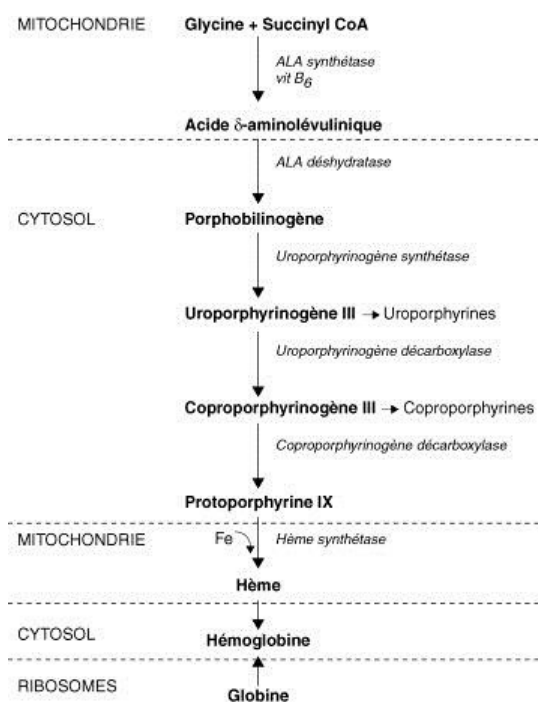 MITOCHONDRIE Glycine + Succinyl CoA
ALA synthétase
vit B6
Acide δ-aminolévulinique
ALA déshydratase
CYTOSOL Porphobilinogène
Uroporphyrinogène synthétase
Uroporphyrinogène III → Uroporphyrines
Uroporphyrinogène décarboxylase
Coproporphyrinogène III → Coproporphyrines
Coproporphyrinogène décarboxylase
Protoporphyrine IX
MITOCHONDRIE Fe Hème synthétase
Hème
CYTOSOL Hémoglobine
RIBOSOMES Globine